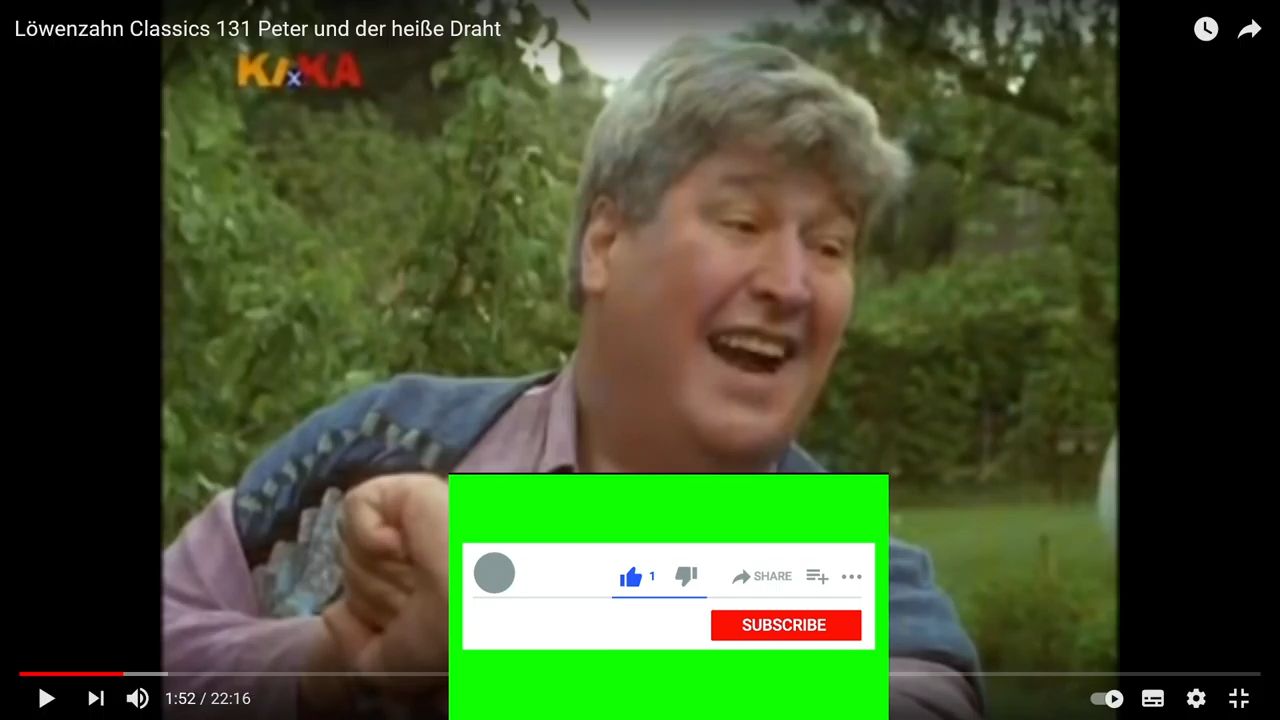 Löwenzahn Classics 131 Peter und der heiße Draht
KiKA
1
SHARE
SUBSCRIBE
1:52 / 22:16